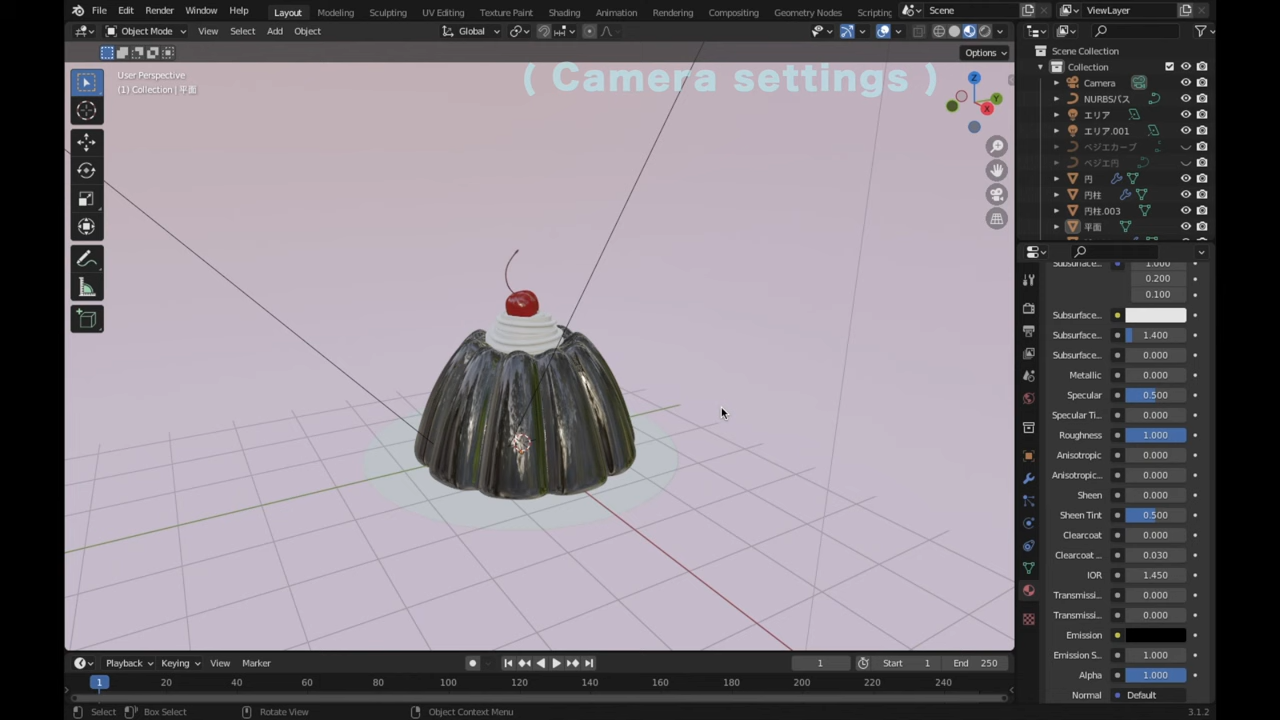 File Edit Render Window Help Layout Modeling Sculpting UV Editing Texture Paint Shading Animation Rendering Compositing Geometry Nodes Scripting Scene ViewLayer
Object Mode View Select Add Object Global
Options
( Camera settings )
User Perspective
(1) Collection | 平面
Z
Y
X
Scene Collection
Collection
Camera
NURBSパス
エリア
エリア.001
ベジエカーブ
ベジエ円
円
円柱
円柱.003
平面
Subsurface... 1.000
0.200
0.100
Subsurface...
Subsurface... 1.400
Subsurface... 0.000
Metallic 0.000
Specular 0.500
Specular Ti... 0.000
Roughness 1.000
Anisotropic 0.000
Anisotropic... 0.000
Sheen 0.000
Sheen Tint 0.500
Clearcoat 0.000
Clearcoat ... 0.030
IOR 1.450
Transmissi... 0.000
Transmissi... 0.000
Emission
Emission S... 1.000
Alpha 1.000
Normal Default
Playback Keying View Marker 1 Start 1 End 250
1 20 40 60 80 100 120 140 160 180 200 220 240
Select Box Select Rotate View Object Context Menu 3.1.2